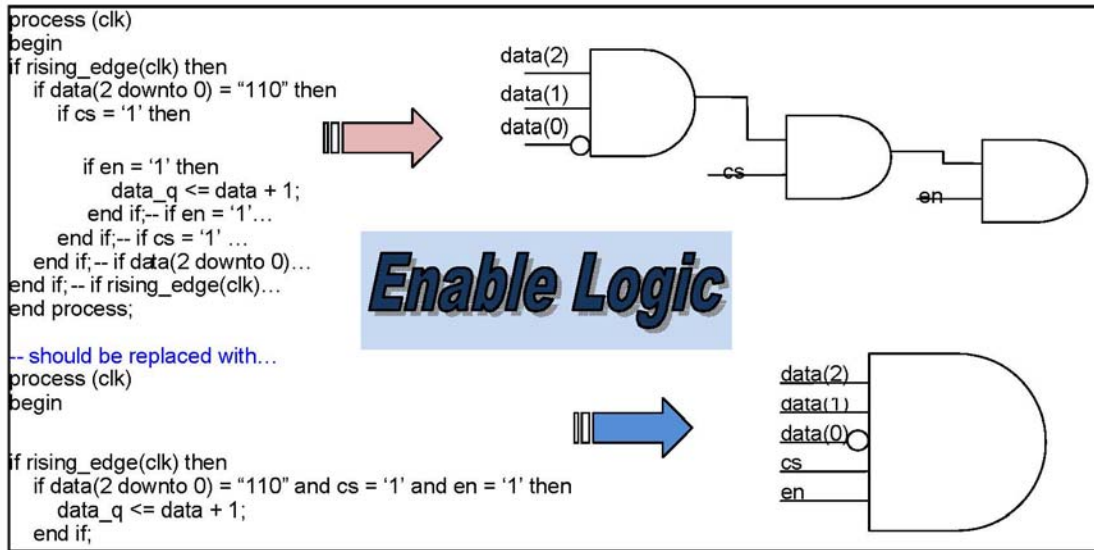 process (clk)
begin
if rising_edge(clk) then
if data(2 downto 0) = “110” then
if cs = ‘1’ then
if en = ‘1’ then
data_q <= data + 1;
end if;-- if en = ‘1’…
end if;-- if cs = ‘1’ …
end if;-- if data(2 downto 0)…
end if;-- if rising_edge(clk)…
end process;
-- should be replaced with…
process (clk)
begin
if rising_edge(clk) then
if data(2 downto 0) = “110” and cs = ‘1’ and en = ‘1’ then
data_q <= data + 1;
end if;
data(2)
data(1)
data(0)
cs
en
Enable Logic
data(2)
data(1)
data(0)
cs
en